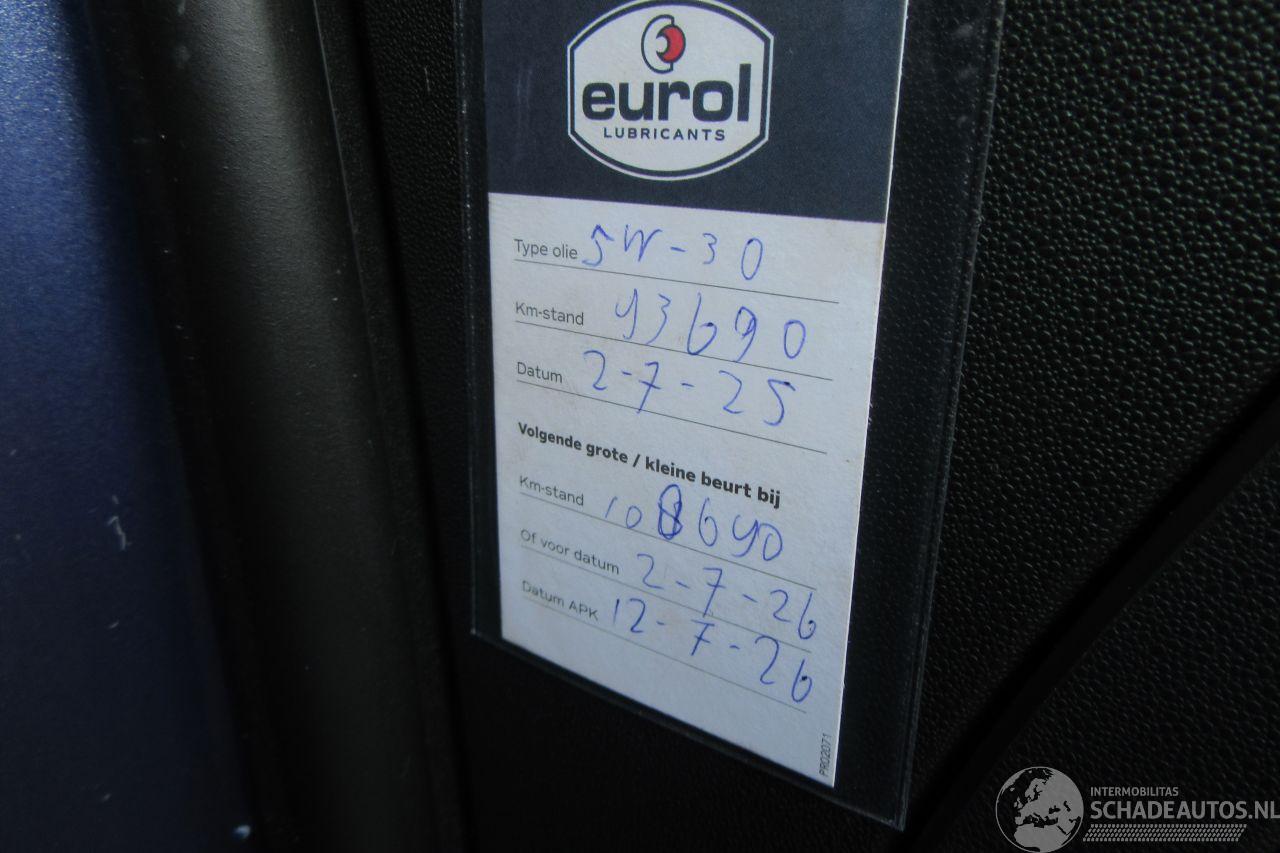 eurol
LUBRICANTS
Type olie 5W-30
Km-stand 93690
Datum 2-7-25
Volgende grote / kleine beurt bij
Km-stand 108690
Of voor datum 2-7-26
Datum APK 12-7-26
PR02071
INTERMOBILITAS
SCHADEAUTOS.NL